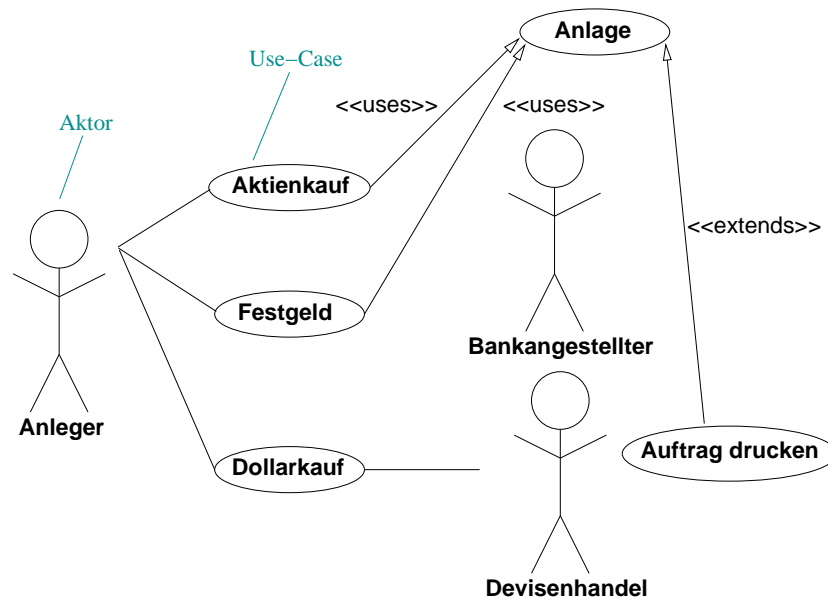 Anlage
Use−Case
<<uses>>
<<uses>>
Aktor
Aktienkauf
<<extends>>
Festgeld
Bankangestellter
Anleger
Auftrag drucken
Dollarkauf
Devisenhandel